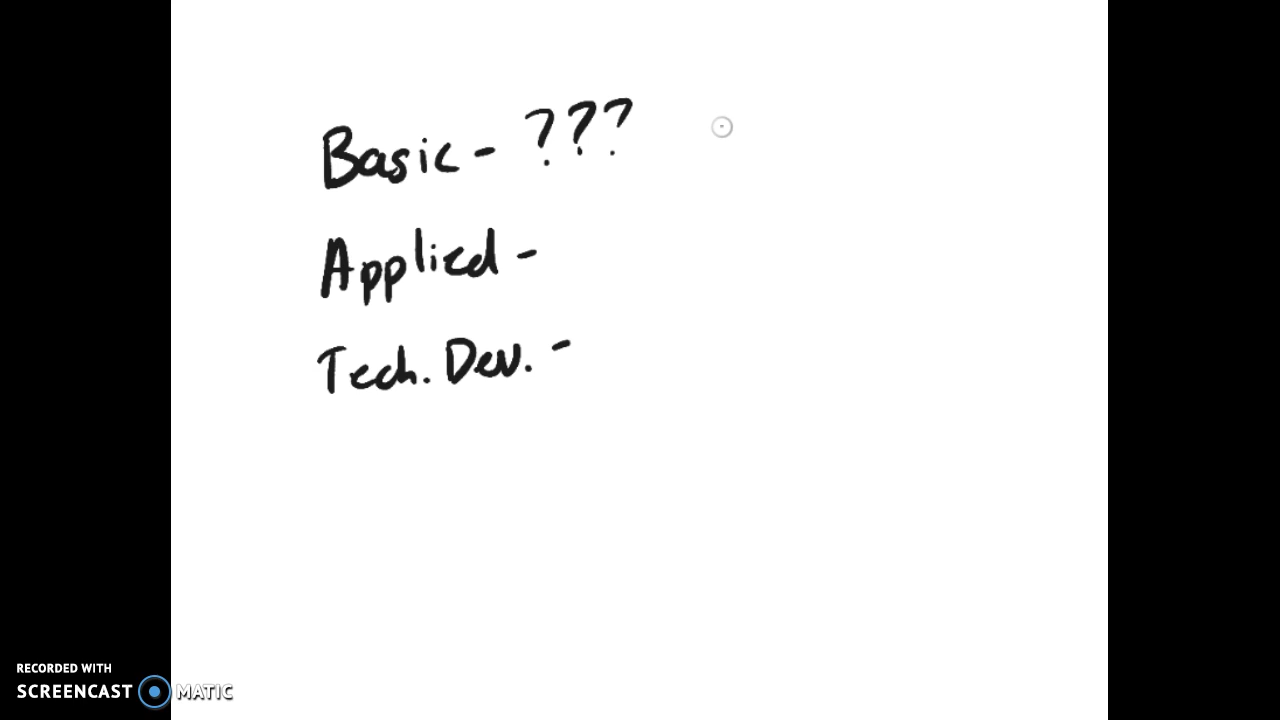 Basic - ???
Applied -
Tech. Dev. -
RECORDED WITH
SCREENCAST MATIC